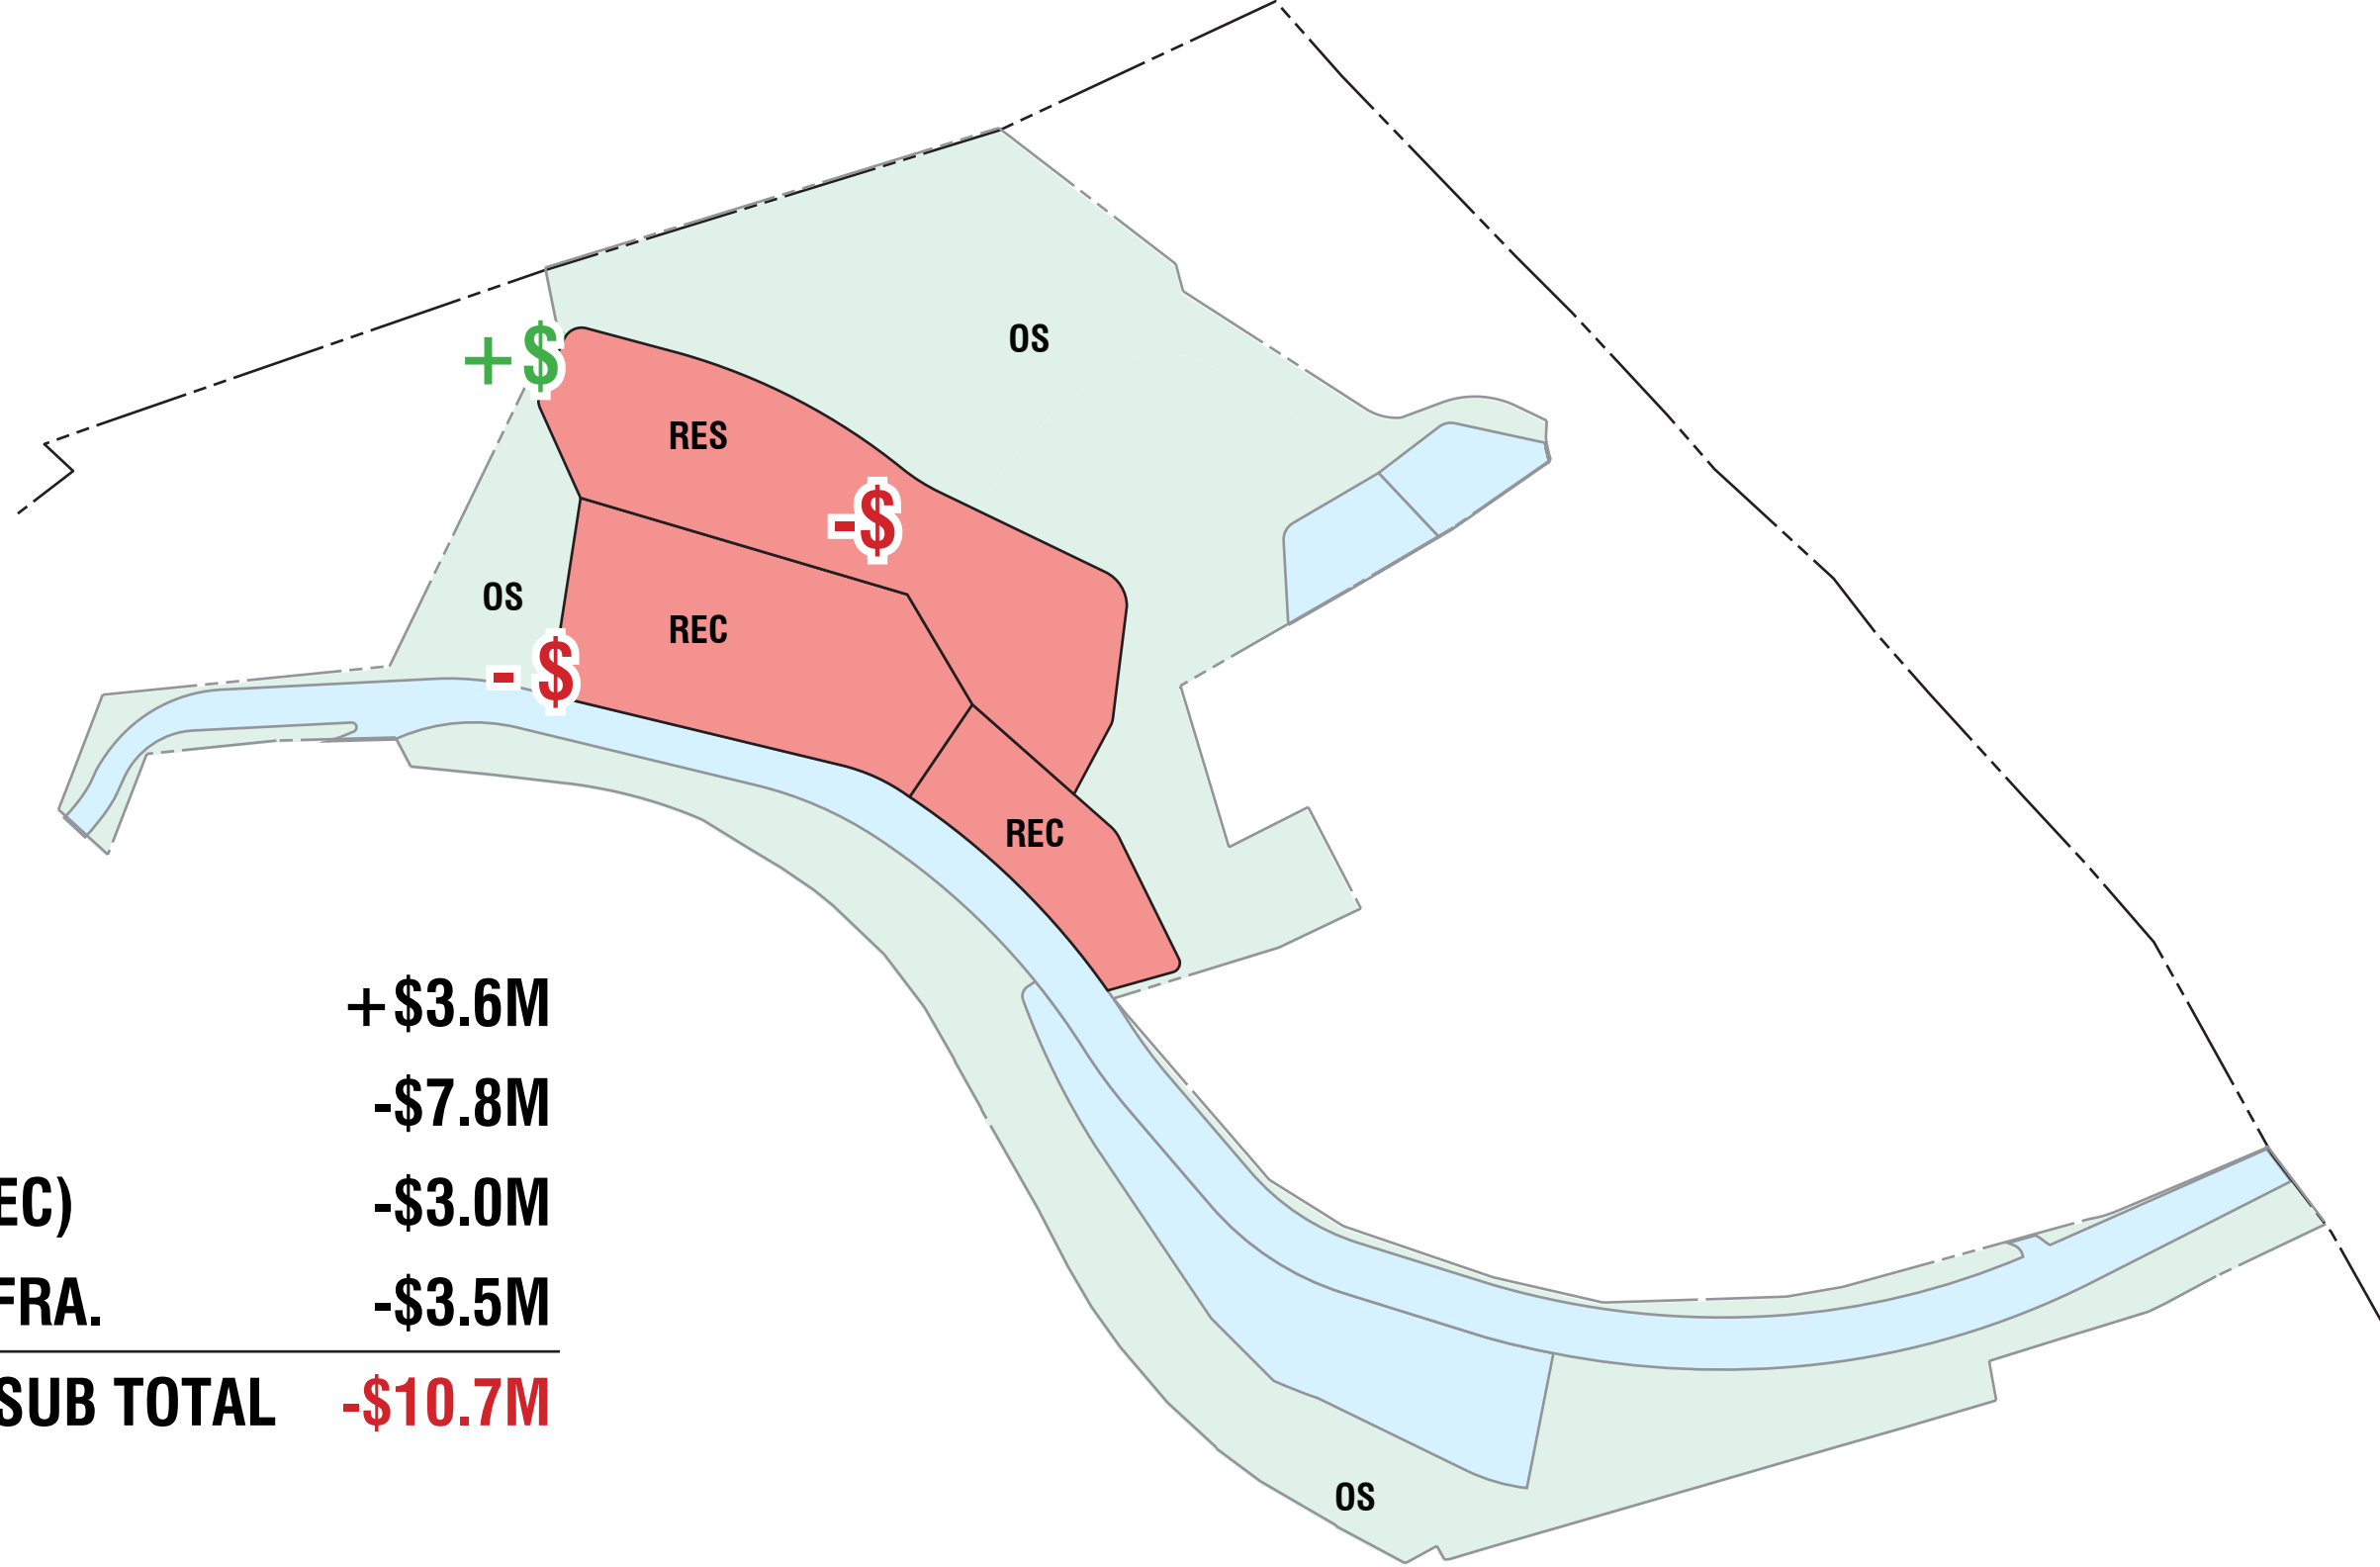 OS
+$
RES
-$
OS
REC
- $
REC
+$3.6M
-$7.8M
EC) -$3.0M
FRA. -$3.5M
SUB TOTAL -$10.7M
OS